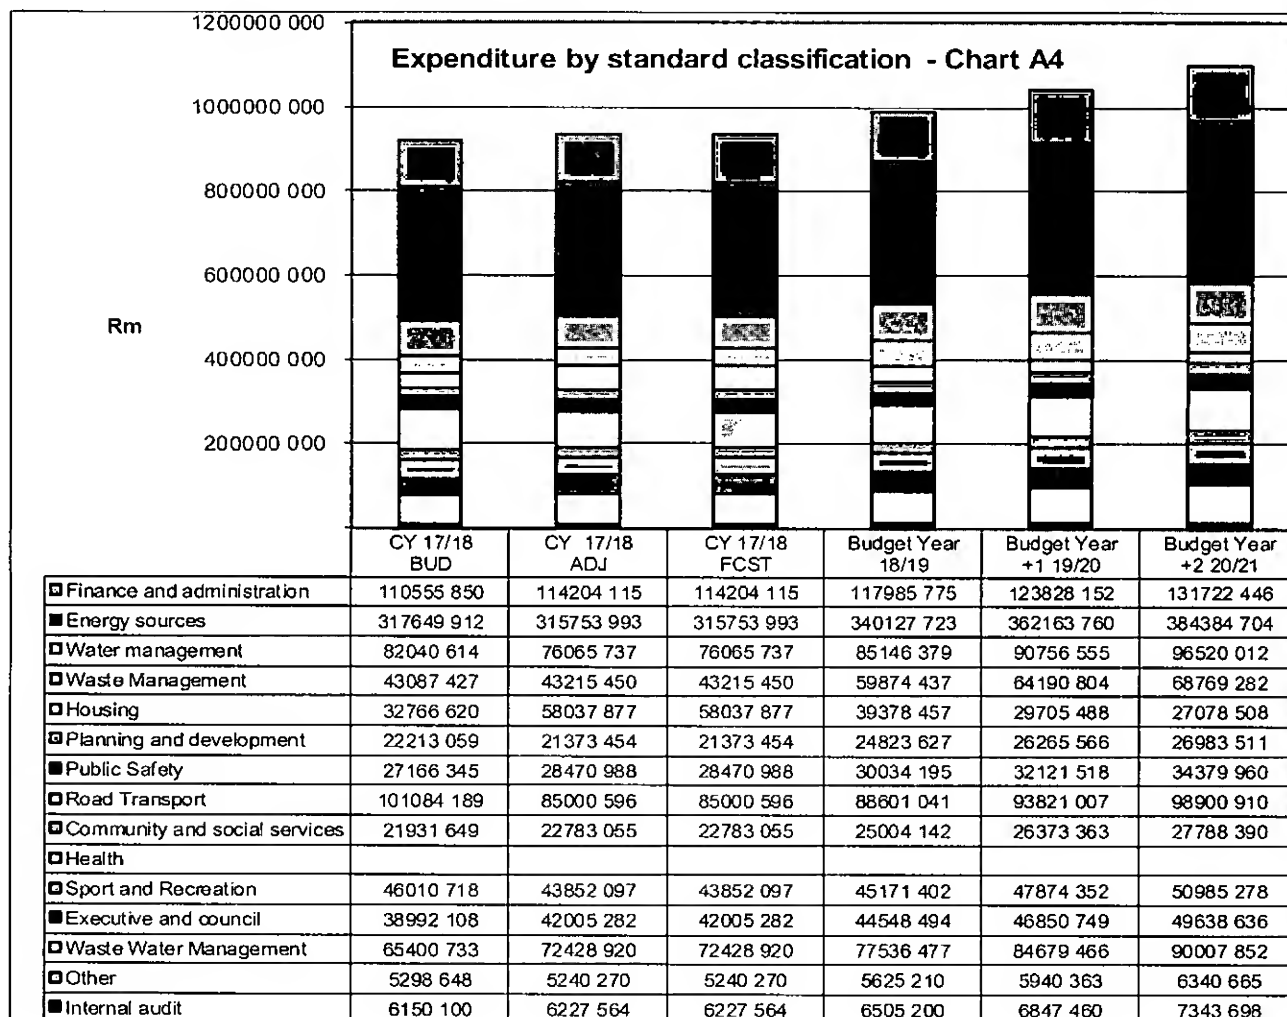 1200000 000
Expenditure by standard classification - Chart A4
1000000 000
800000 000
600000 000
Rm
400000 000
200000 000
CY 17/18 BUD CY 17/18 ADJ CY 17/18 FCST Budget Year 18/19 Budget Year +1 19/20 Budget Year +2 20/21
Finance and administration 110555 850 114204 115 114204 115 117985 775 123828 152 131722 446
Energy sources 317649 912 315753 993 315753 993 340127 723 362163 760 384384 704
Water management 82040 614 76065 737 76065 737 85146 379 90756 555 96520 012
Waste Management 43087 427 43215 450 43215 450 59874 437 64190 804 68769 282
Housing 32766 620 58037 877 58037 877 39378 457 29705 488 27078 508
Planning and development 22213 059 21373 454 21373 454 24823 627 26265 566 26983 511
Public Safety 27166 345 28470 988 28470 988 30034 195 32121 518 34379 960
Road Transport 101084 189 85000 596 85000 596 88601 041 93821 007 98900 910
Community and social services 21931 649 22783 055 22783 055 25004 142 26373 363 27788 390
Health
Sport and Recreation 46010 718 43852 097 43852 097 45171 402 47874 352 50985 278
Executive and council 38992 108 42005 282 42005 282 44548 494 46850 749 49638 636
Waste Water Management 65400 733 72428 920 72428 920 77536 477 84679 466 90007 852
Other 5298 648 5240 270 5240 270 5625 210 5940 363 6340 665
Internal audit 6150 100 6227 564 6227 564 6505 200 6847 460 7343 698